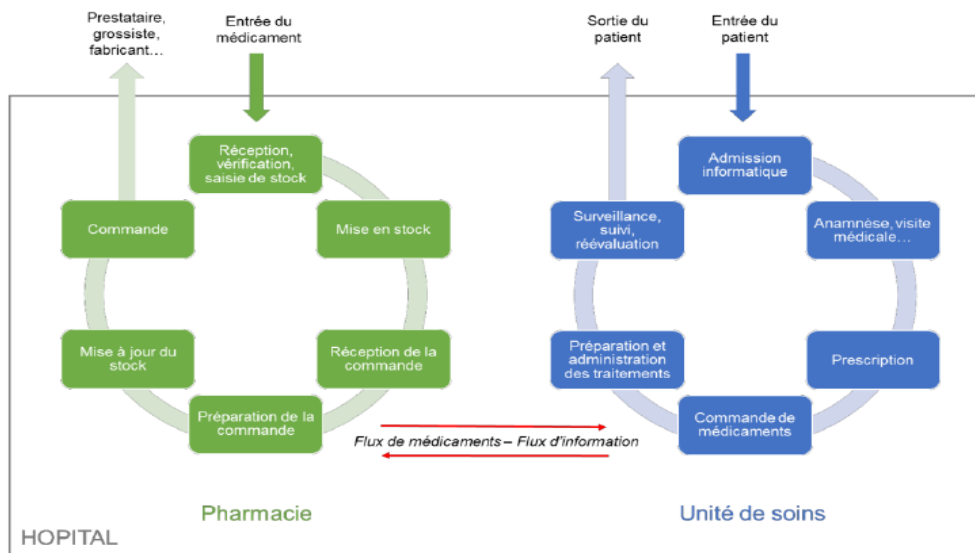 Prestataire,
grossiste,
fabricant…
Entrée du
médicament
Sortie du
patient
Entrée du
patient
Réception,
vérification,
saisie de stock
Commande
Mise en stock
Mise à jour du
stock
Réception de la
commande
Préparation de la
commande
Admission
informatique
Surveillance,
suivi,
réévaluation
Anamnèse, visite
médicale…
Préparation et
administration
des traitements
Prescription
Commande de
médicaments
Flux de médicaments – Flux d'information
Pharmacie
Unité de soins
HOPITAL